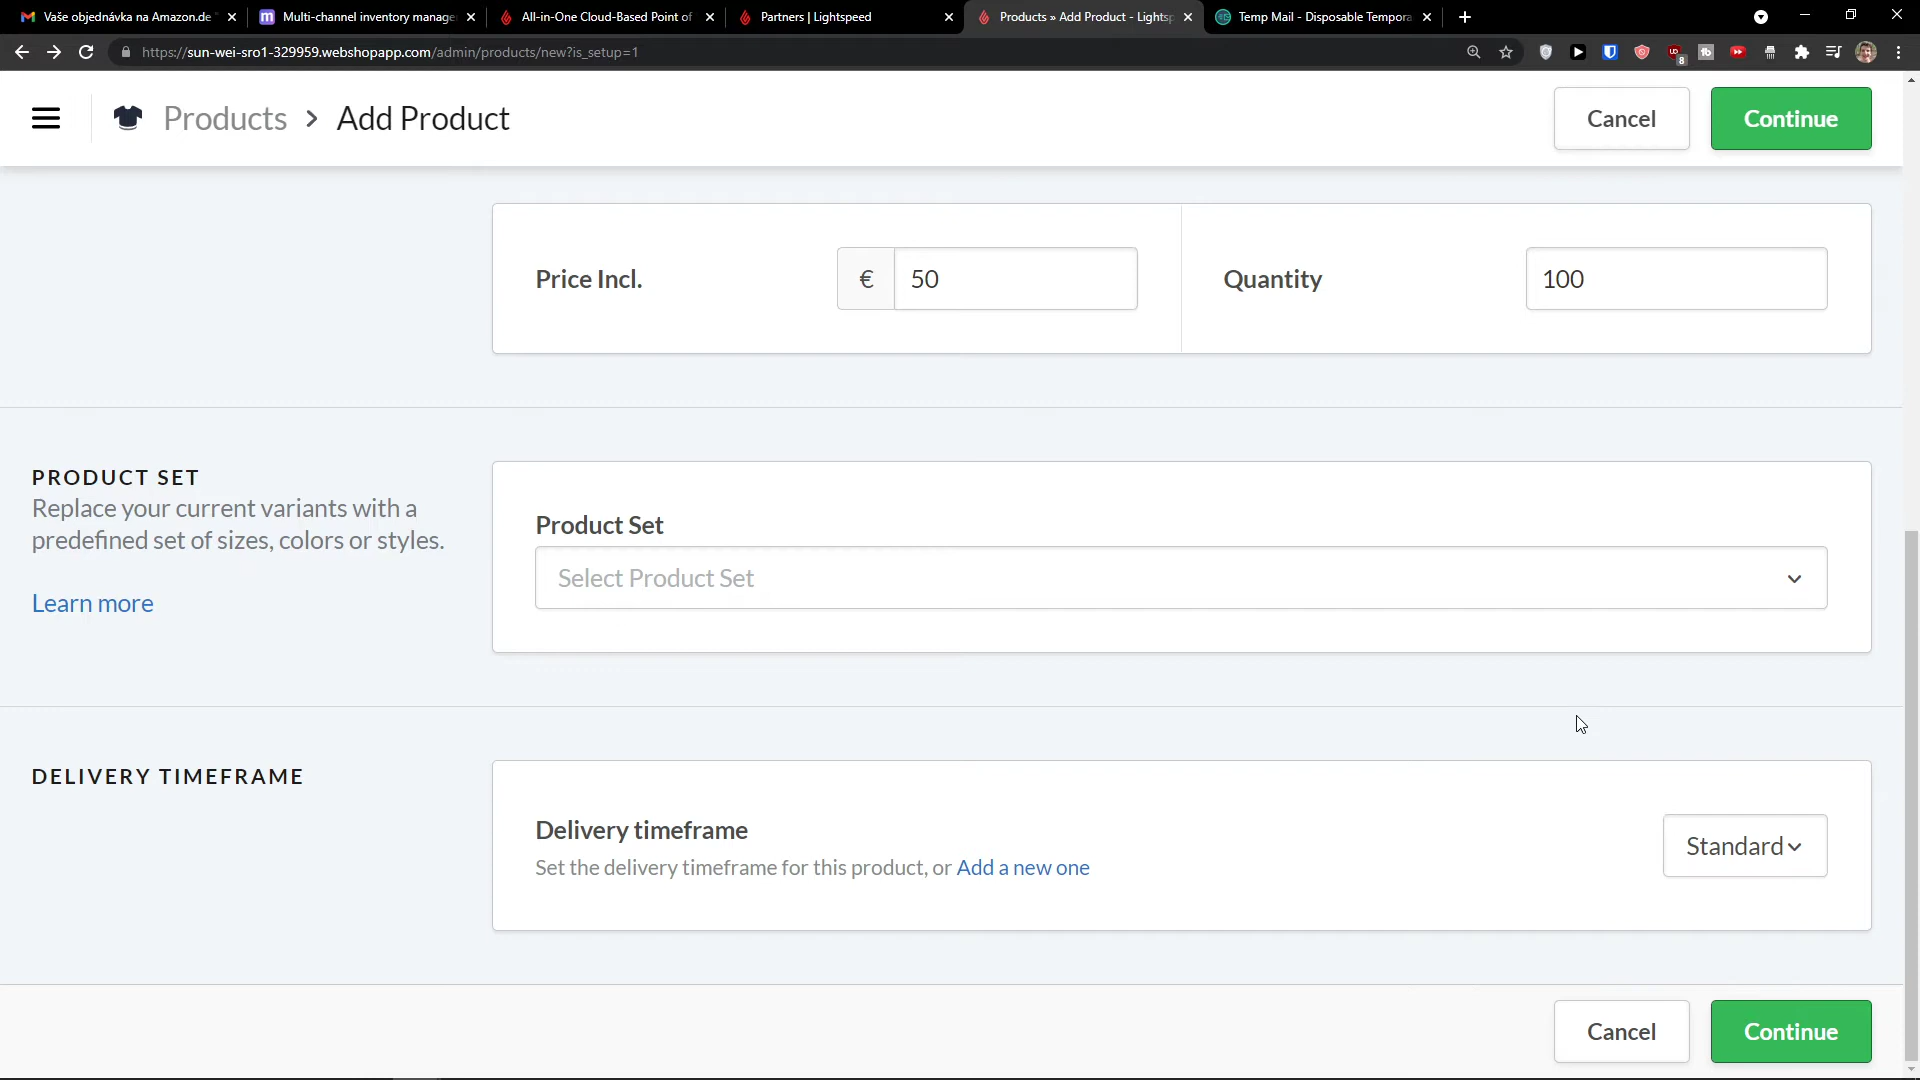 Vaše objednávka na Amazon.de
Multi-channel inventory manage
All-in-One Cloud-Based Point of
Partners | Lightspeed
Products » Add Product - Lightsp
Temp Mail - Disposable Tempora
https://sun-wei-sro1-329959.webshopapp.com/admin/products/new?is_setup=1
8
Products > Add Product
Cancel
Continue
Price Incl.
€
50
Quantity
100
PRODUCT SET
Replace your current variants with a
predefined set of sizes, colors or styles.
Learn more
Product Set
Select Product Set
DELIVERY TIMEFRAME
Delivery timeframe
Set the delivery timeframe for this product, or Add a new one
Standard
Cancel
Continue